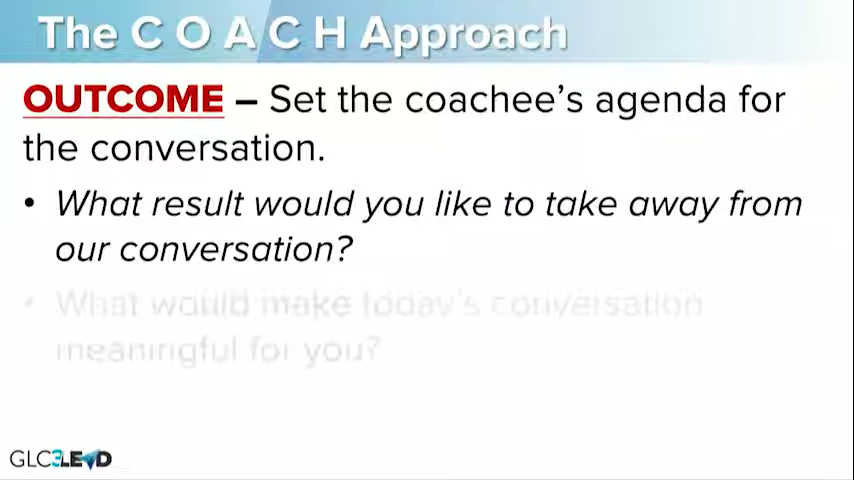 The C O A C H Approach
OUTCOME – Set the coachee's agenda for
the conversation.
• What result would you like to take away from
our conversation?
• What would make today's conversation
meaningful for you?
GLC3LEAD